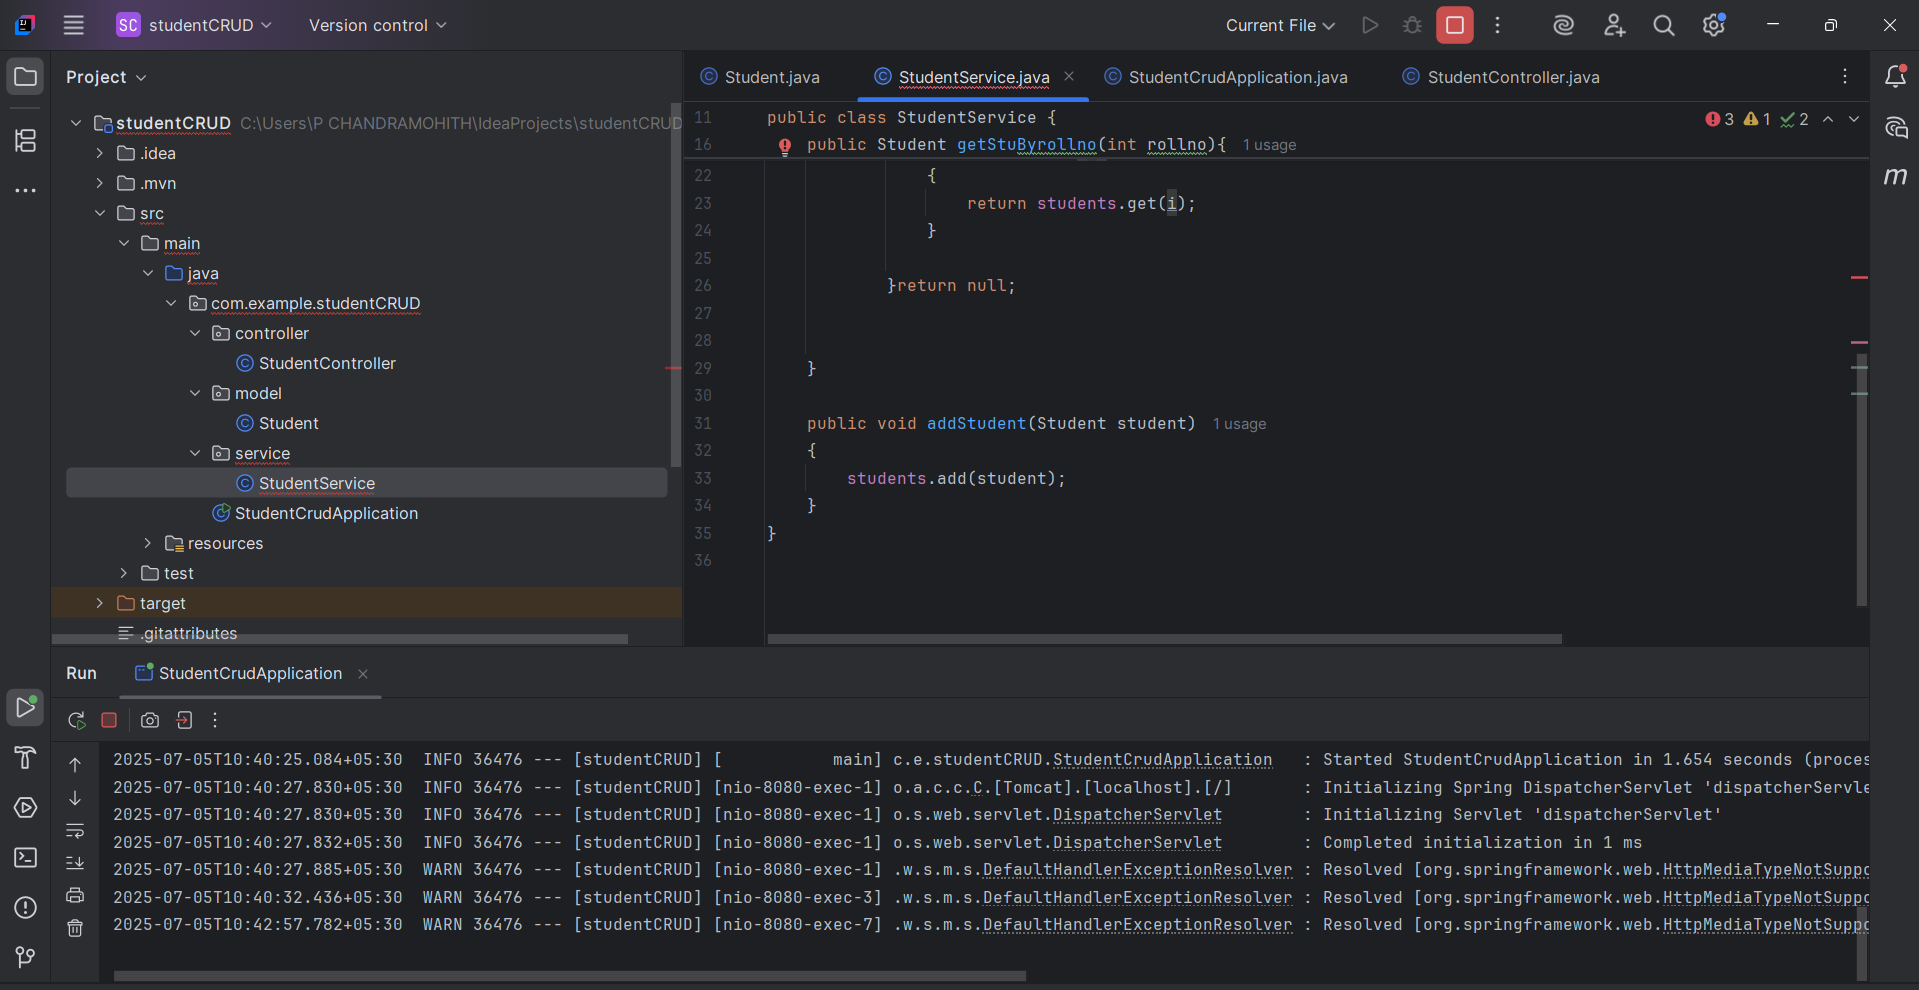 SC studentCRUD Version control Current File
Project
studentCRUD C:\Users\P CHANDRAMOHITH\IdeaProjects\studentCRUD
.idea
.mvn
src
main
java
com.example.studentCRUD
controller
StudentController
model
Student
service
StudentService
StudentCrudApplication
resources
test
target
.gitattributes
Student.java StudentService.java StudentCrudApplication.java StudentController.java
11 public class StudentService { 3 1 2
16 public Student getStuByrollno(int rollno){ 1 usage
22 {
23 return students.get(i);
24 }
25
26 }return null;
27
28
29 }
30
31 public void addStudent(Student student) 1 usage
32 {
33 students.add(student);
34 }
35 }
36
m
Run StudentCrudApplication
2025-07-05T10:40:25.084+05:30 INFO 36476 --- [studentCRUD] [ main] c.e.studentCRUD.StudentCrudApplication : Started StudentCrudApplication in 1.654 seconds (proces
2025-07-05T10:40:27.830+05:30 INFO 36476 --- [studentCRUD] [nio-8080-exec-1] o.a.c.c.C.[Tomcat].[localhost].[/] : Initializing Spring DispatcherServlet 'dispatcherServle
2025-07-05T10:40:27.830+05:30 INFO 36476 --- [studentCRUD] [nio-8080-exec-1] o.s.web.servlet.DispatcherServlet : Initializing Servlet 'dispatcherServlet'
2025-07-05T10:40:27.832+05:30 INFO 36476 --- [studentCRUD] [nio-8080-exec-1] o.s.web.servlet.DispatcherServlet : Completed initialization in 1 ms
2025-07-05T10:40:27.885+05:30 WARN 36476 --- [studentCRUD] [nio-8080-exec-1] .w.s.m.s.DefaultHandlerExceptionResolver : Resolved [org.springframework.web.HttpMediaTypeNotSuppo
2025-07-05T10:40:32.436+05:30 WARN 36476 --- [studentCRUD] [nio-8080-exec-3] .w.s.m.s.DefaultHandlerExceptionResolver : Resolved [org.springframework.web.HttpMediaTypeNotSuppo
2025-07-05T10:42:57.782+05:30 WARN 36476 --- [studentCRUD] [nio-8080-exec-7] .w.s.m.s.DefaultHandlerExceptionResolver : Resolved [org.springframework.web.HttpMediaTypeNotSuppo